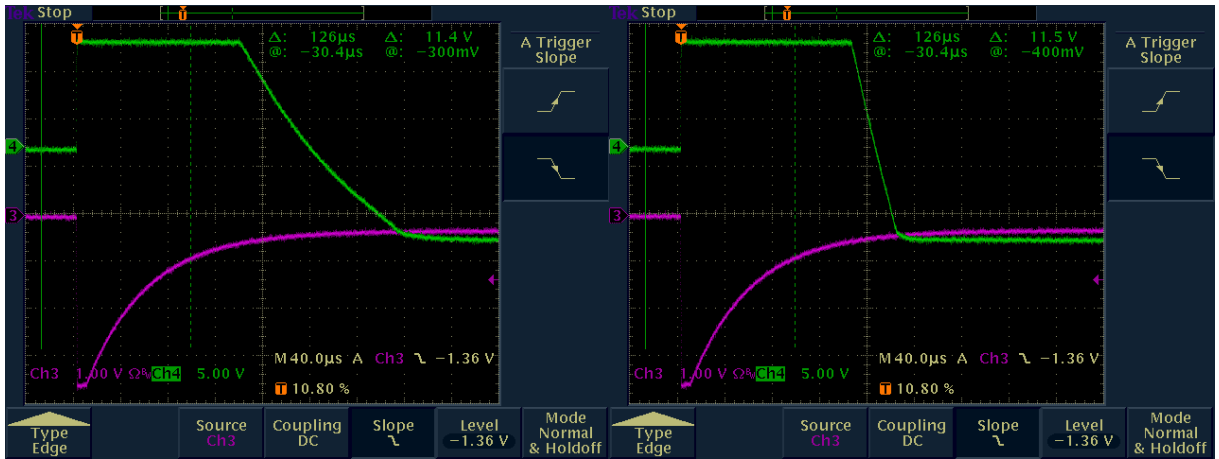 Tek Stop
T
T
Δ: 126µs Δ: 11.4 V
@: −30.4µs @: −300mV
A Trigger
Slope
4
3
M 40.0µs A Ch3 −1.36 V
Ch3 1.00 V Ω Bw Ch4 5.00 V
T 10.80 %
Type
Edge
Source
Ch3
Coupling
DC
Slope
Level
−1.36 V
Mode
Normal
& Holdoff
Tek Stop
T
T
Δ: 126µs Δ: 11.5 V
@: −30.4µs @: −400mV
A Trigger
Slope
4
3
M 40.0µs A Ch3 −1.36 V
Ch3 1.00 V Ω Bw Ch4 5.00 V
T 10.80 %
Type
Edge
Source
Ch3
Coupling
DC
Slope
Level
−1.36 V
Mode
Normal
& Holdoff